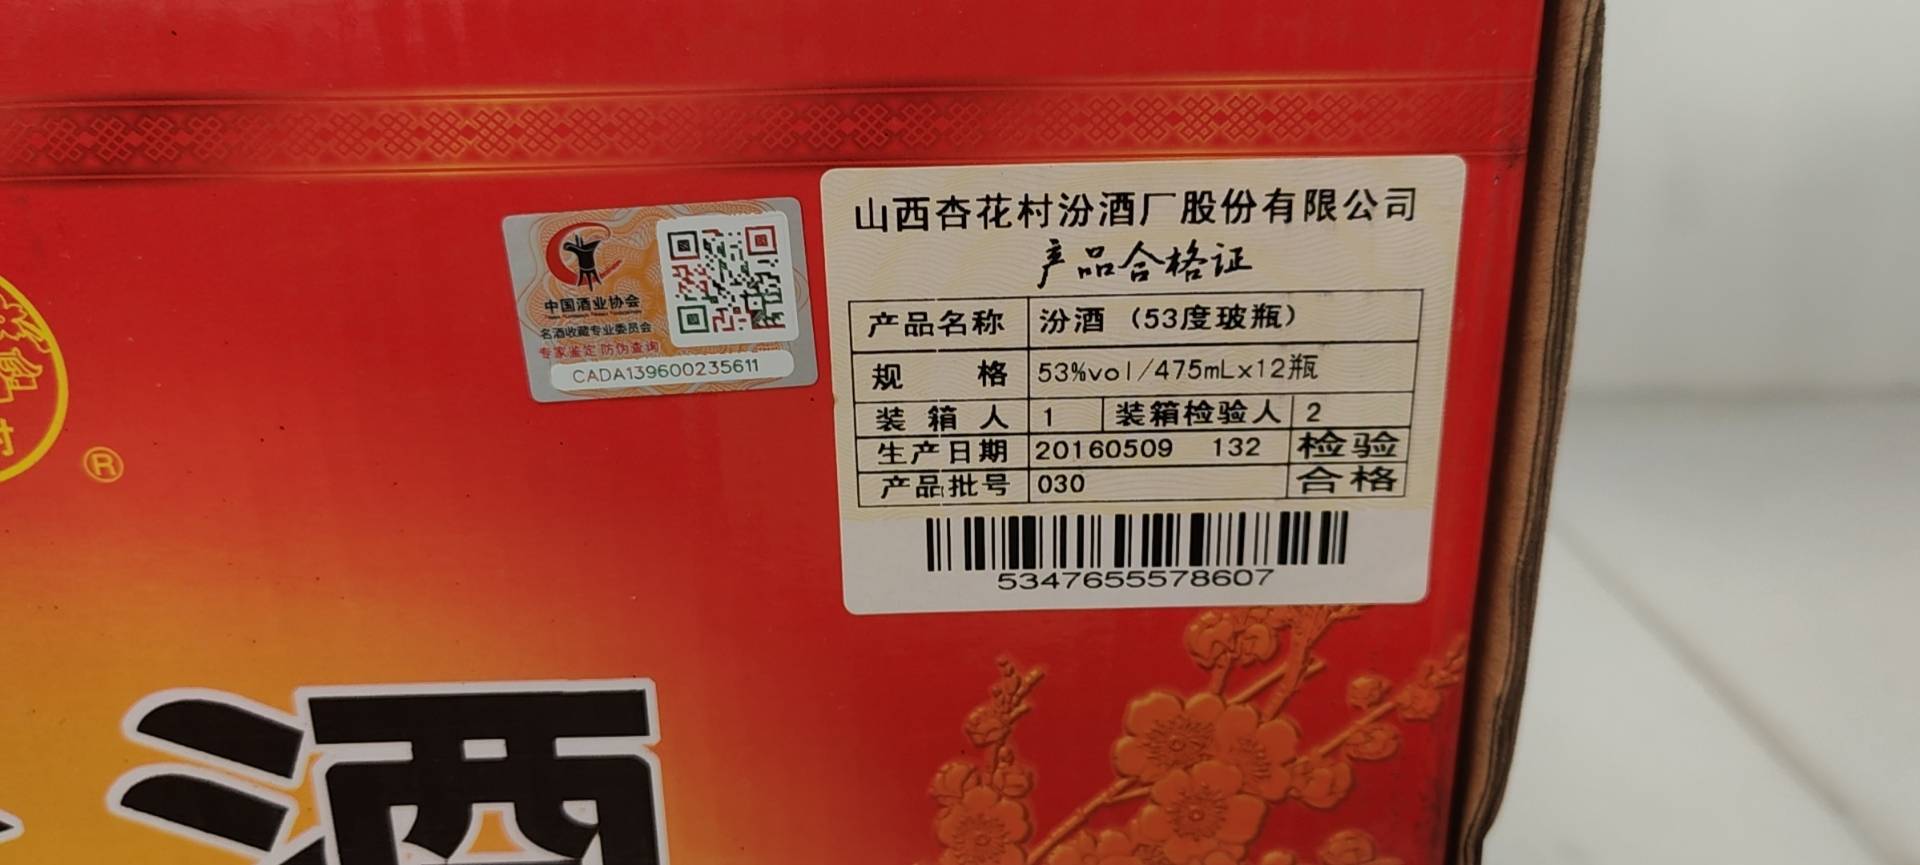 山西杏花村汾酒厂股份有限公司
产品合格证
产品名称 汾酒（53度玻瓶）
规 格 53%vol/475mLx12瓶
装箱人 1 装箱检验人 2
生产日期 20160509 132 检验
产品批号 030 合格
5347655578607
中国酒业协会
名酒收藏专业委员会
专家鉴定 防伪查询
CADA139600235611
村
®
酒